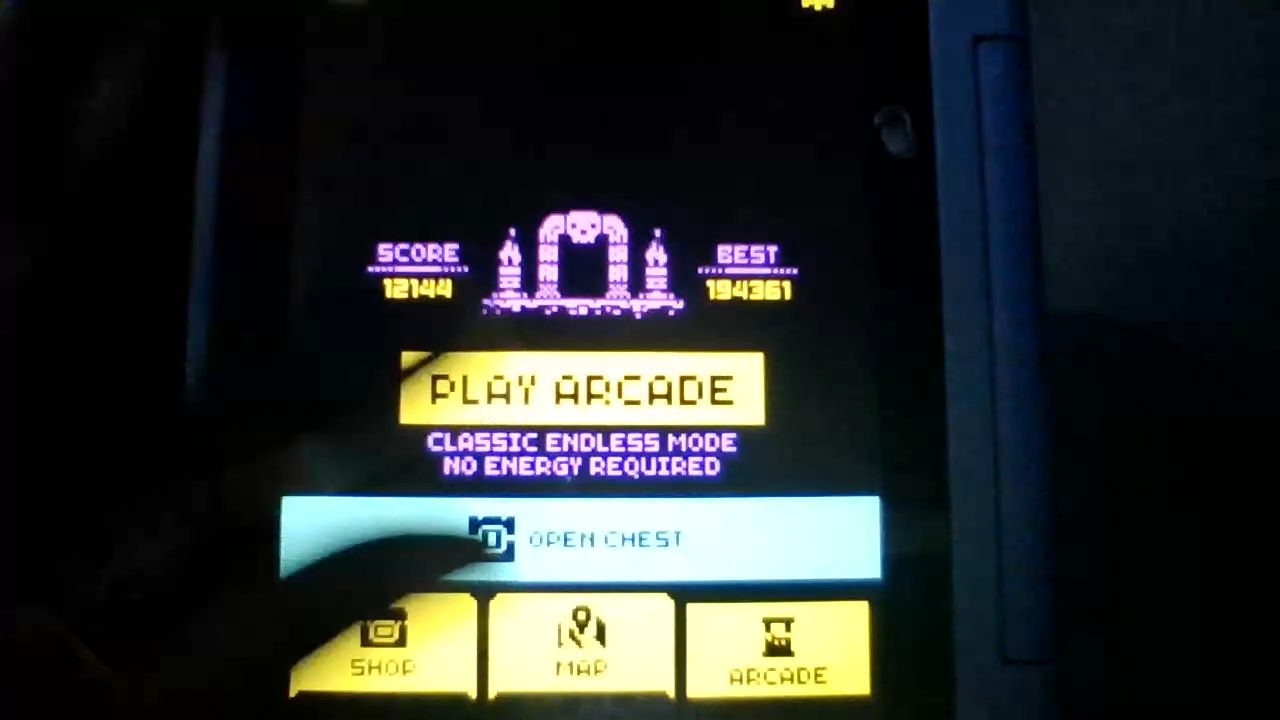 SCORE
12144
BEST
194361
PLAY ARCADE
CLASSIC ENDLESS MODE
NO ENERGY REQUIRED
OPEN CHEST
SHOP
MAP
ARCADE